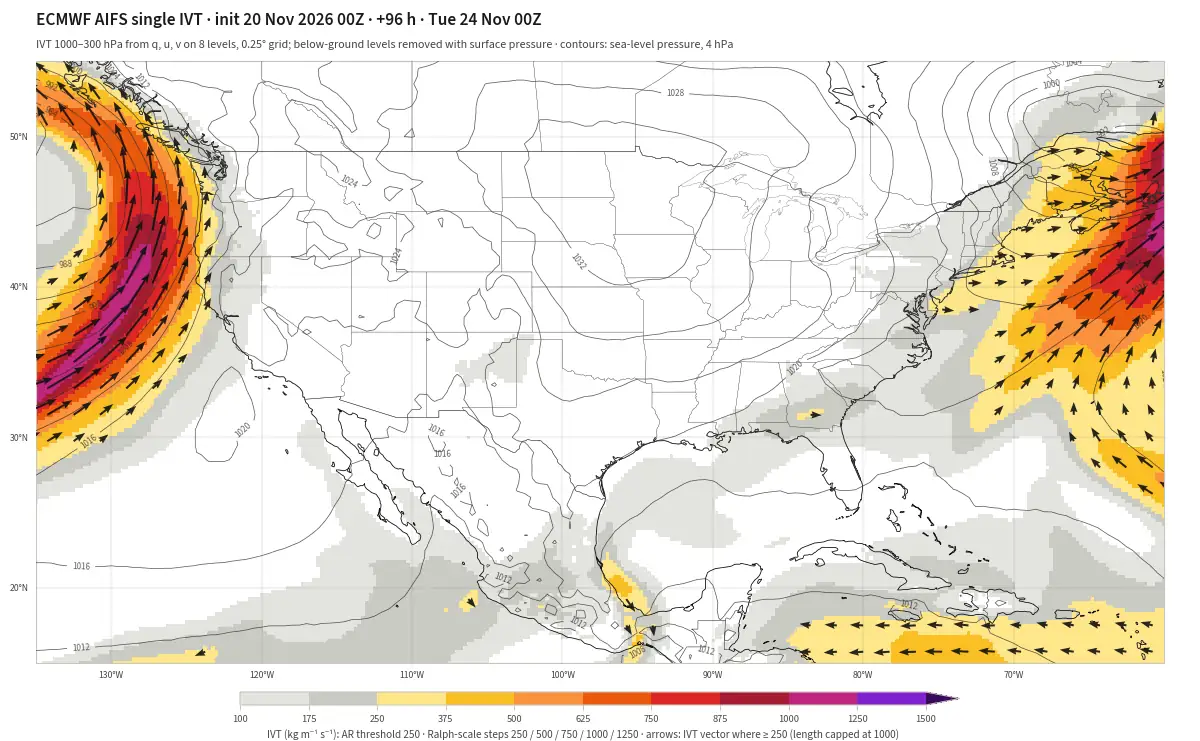 ECMWF AIFS single IVT · init 20 Nov 2026 00Z · +96 h · Tue 24 Nov 00Z
IVT 1000–300 hPa from q, u, v on 8 levels, 0.25° grid; below-ground levels removed with surface pressure · contours: sea-level pressure, 4 hPa
1012
1000
1028
50°N
1008
1024
1024
1032
988
40°N
1020
1020
1016
1016
30°N
1016
1016
1016
20°N
1012
1012
1012
1012
1012
1008
130°W 120°W 110°W 100°W 90°W 80°W 70°W
100 175 250 375 500 625 750 875 1000 1250 1500
IVT (kg m⁻¹ s⁻¹): AR threshold 250 · Ralph-scale steps 250 / 500 / 750 / 1000 / 1250 · arrows: IVT vector where ≥ 250 (length capped at 1000)